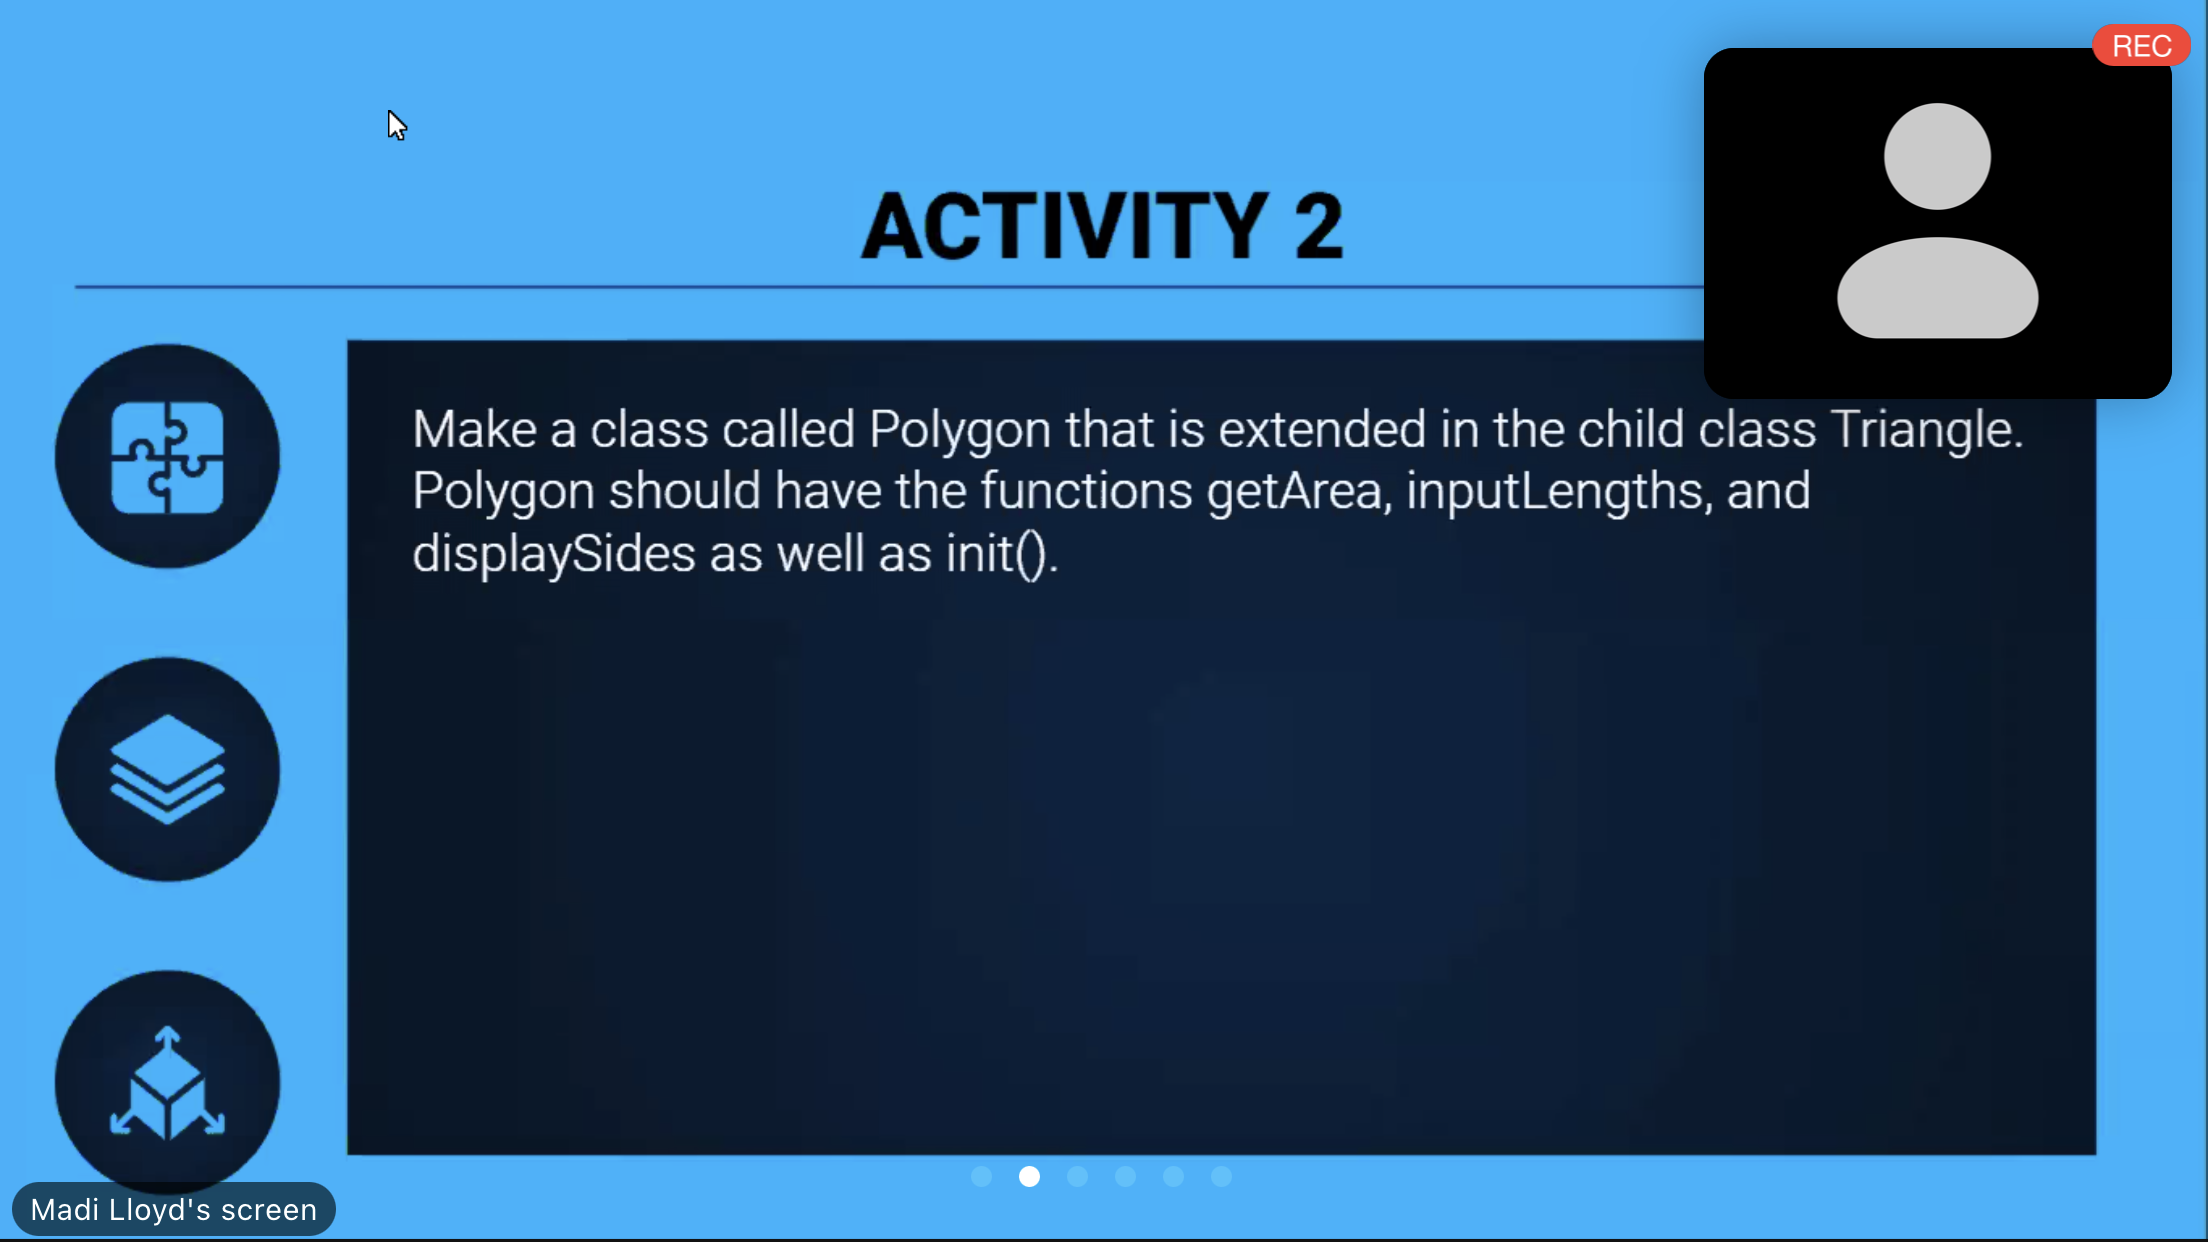 REC
ACTIVITY 2
Make a class called Polygon that is extended in the child class Triangle.
Polygon should have the functions getArea, inputLengths, and
displaySides as well as init().
Madi Lloyd's screen